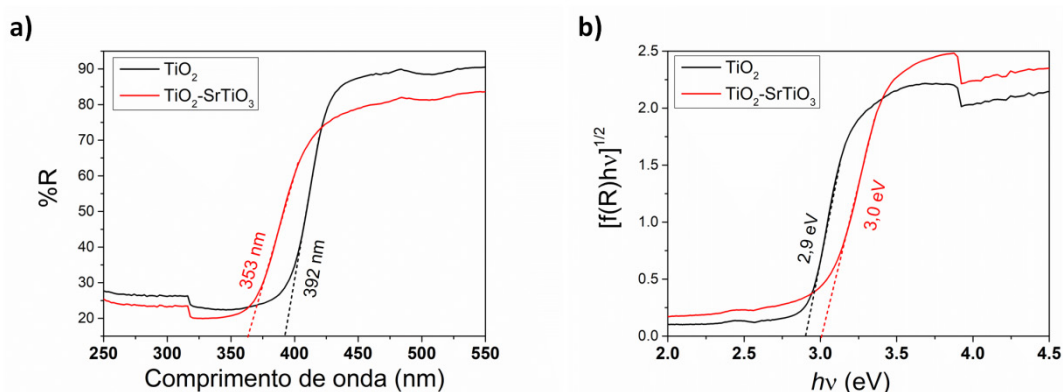 a)
%R
90
80
70
60
50
40
30
20
TiO₂
TiO₂-SrTiO₃
353 nm
392 nm
250 300 350 400 450 500 550
Comprimento de onda (nm)
b)
[f(R)hν]^1/2
2.5
2.0
1.5
1.0
0.5
0.0
TiO₂
TiO₂-SrTiO₃
2,9 eV
3,0 eV
2.0 2.5 3.0 3.5 4.0 4.5
hν (eV)